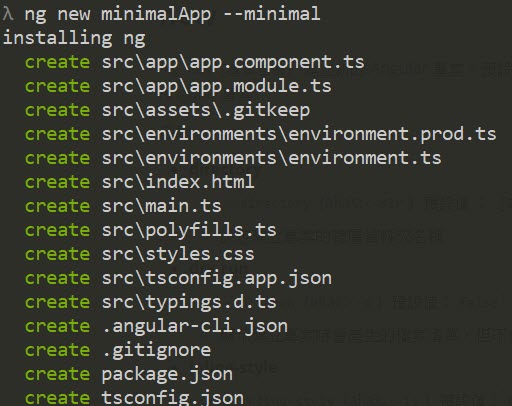 λ ng new minimalApp --minimal
installing ng
create src\app\app.component.ts
create src\app\app.module.ts
create src\assets\.gitkeep
create src\environments\environment.prod.ts
create src\environments\environment.ts
create src\index.html
create src\main.ts
create src\polyfills.ts
create src\styles.css
create src\tsconfig.app.json
create src\typings.d.ts
create .angular-cli.json
create .gitignore
create package.json
create tsconfig.json